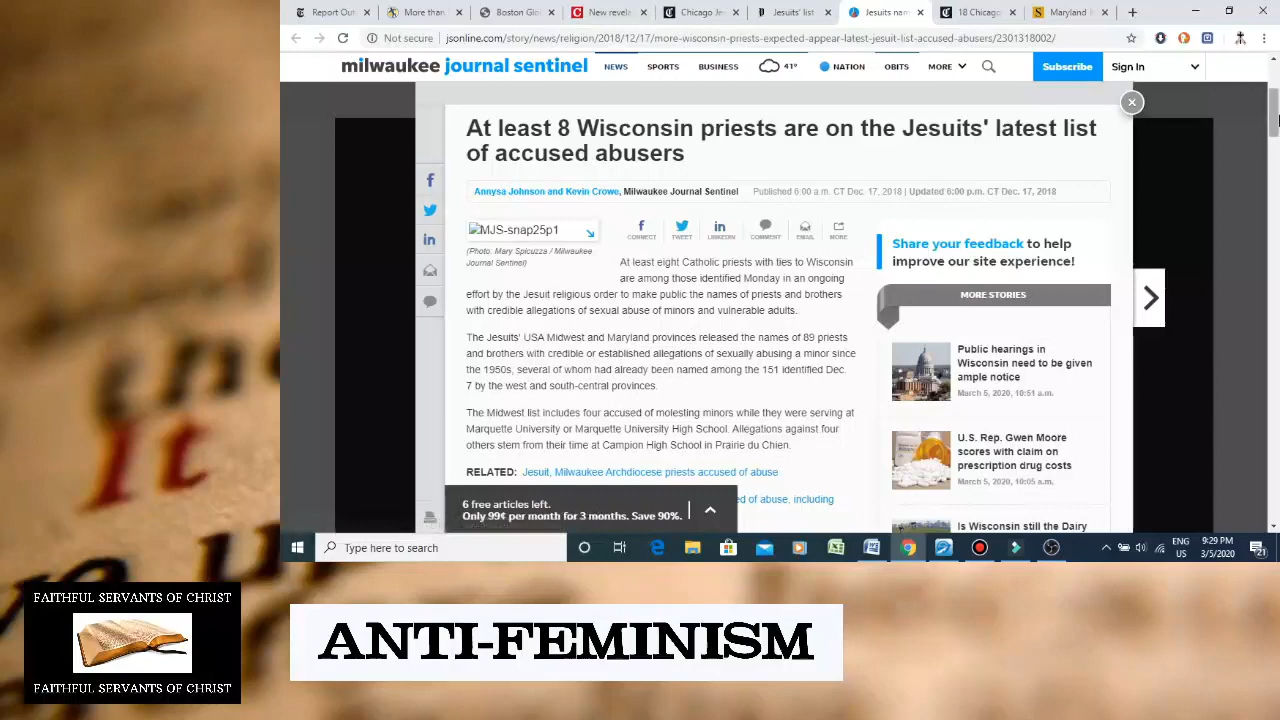 Report Out
More than
Boston Glo
New revela
Chicago Je
Jesuits' list
Jesuits nam
18 Chicago
Maryland I
Not secure | jsonline.com/story/news/religion/2018/12/17/more-wisconsin-priests-expected-appear-latest-jesuit-list-accused-abusers/2301318002/
milwaukee journal sentinel
NEWS
SPORTS
BUSINESS
41°
NATION
OBITS
MORE
Subscribe
Sign In
At least 8 Wisconsin priests are on the Jesuits' latest list
of accused abusers
Annysa Johnson and Kevin Crowe, Milwaukee Journal Sentinel
Published 6:00 a.m. CT Dec. 17, 2018 | Updated 6:00 p.m. CT Dec. 17, 2018
MJS-snap25p1
(Photo: Mary Spicuzza / Milwaukee
Journal Sentinel)
CONNECT
TWEET
LINKEDIN
COMMENT
EMAIL
MORE
At least eight Catholic priests with ties to Wisconsin
are among those identified Monday in an ongoing
effort by the Jesuit religious order to make public the names of priests and brothers
with credible allegations of sexual abuse of minors and vulnerable adults.
The Jesuits' USA Midwest and Maryland provinces released the names of 89 priests
and brothers with credible or established allegations of sexually abusing a minor since
the 1950s, several of whom had already been named among the 151 identified Dec.
7 by the west and south-central provinces.
The Midwest list includes four accused of molesting minors while they were serving at
Marquette University or Marquette University High School. Allegations against four
others stem from their time at Campion High School in Prairie du Chien.
RELATED: Jesuit, Milwaukee Archdiocese priests accused of abuse
ed of abuse, including
6 free articles left.
Only 99¢ per month for 3 months. Save 90%.
Share your feedback to help
improve our site experience!
MORE STORIES
Public hearings in
Wisconsin need to be given
ample notice
March 5, 2020, 10:51 a.m.
U.S. Rep. Gwen Moore
scores with claim on
prescription drug costs
March 5, 2020, 10:05 a.m.
Is Wisconsin still the Dairy
Type here to search
ENG
US
9:29 PM
3/5/2020
21
It
FAITHFUL SERVANTS OF CHRIST
FAITHFUL SERVANTS OF CHRIST
ANTI-FEMINISM